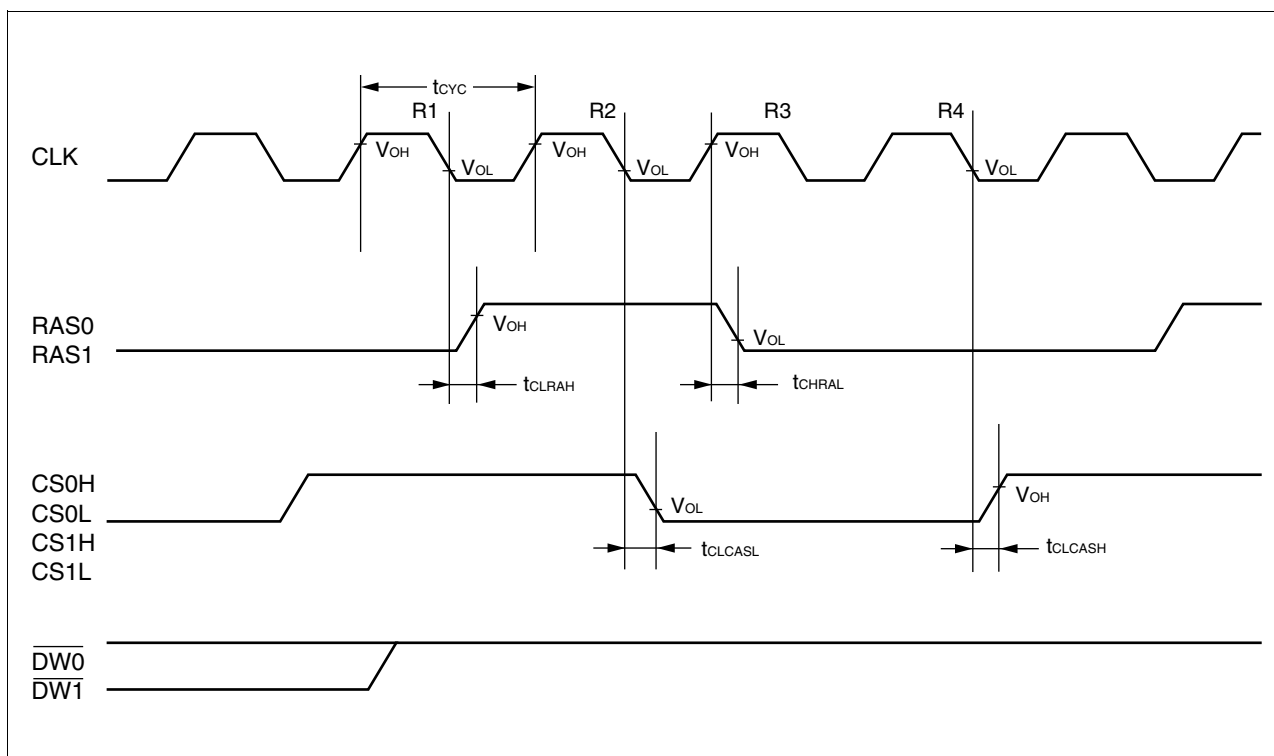 tCYC
R1 R2 R3 R4
CLK VOH VOL VOH VOL VOH VOL
RAS0
RAS1
VOH VOL
tCLRAH tCHRAL
CS0H
CS0L
CS1H
CS1L
VOL VOH
tCLCASL tCLCASH
DW0
DW1